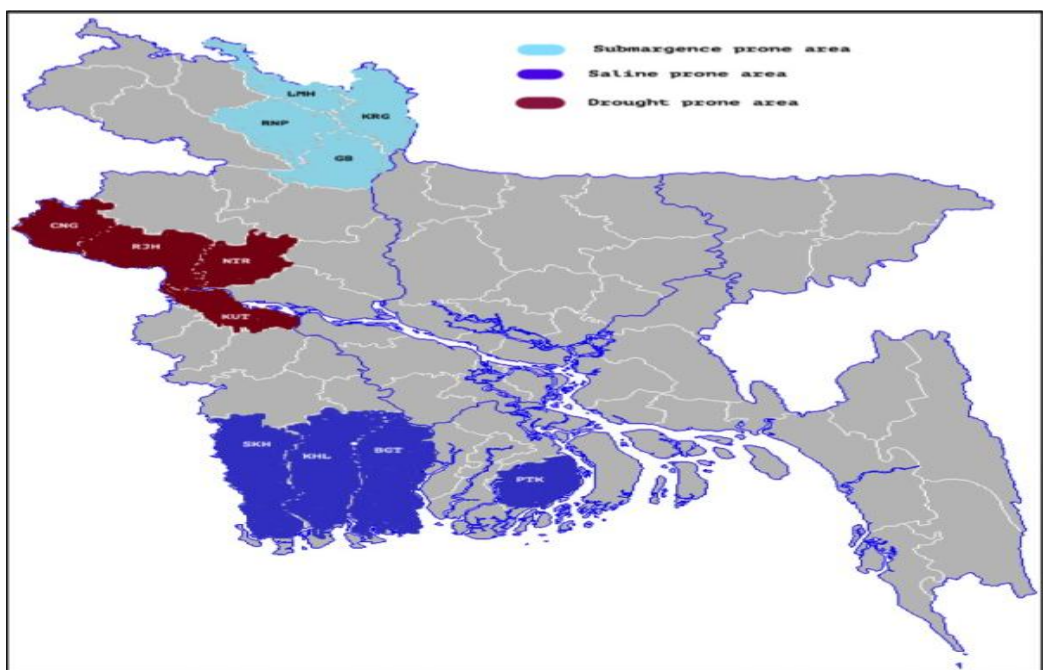 Submargence prone area
Saline prone area
Drought prone area
LMH
RNP
KRG
GB
CNG
RJH
NTR
KUT
SKH
KHL
BGT
PTK